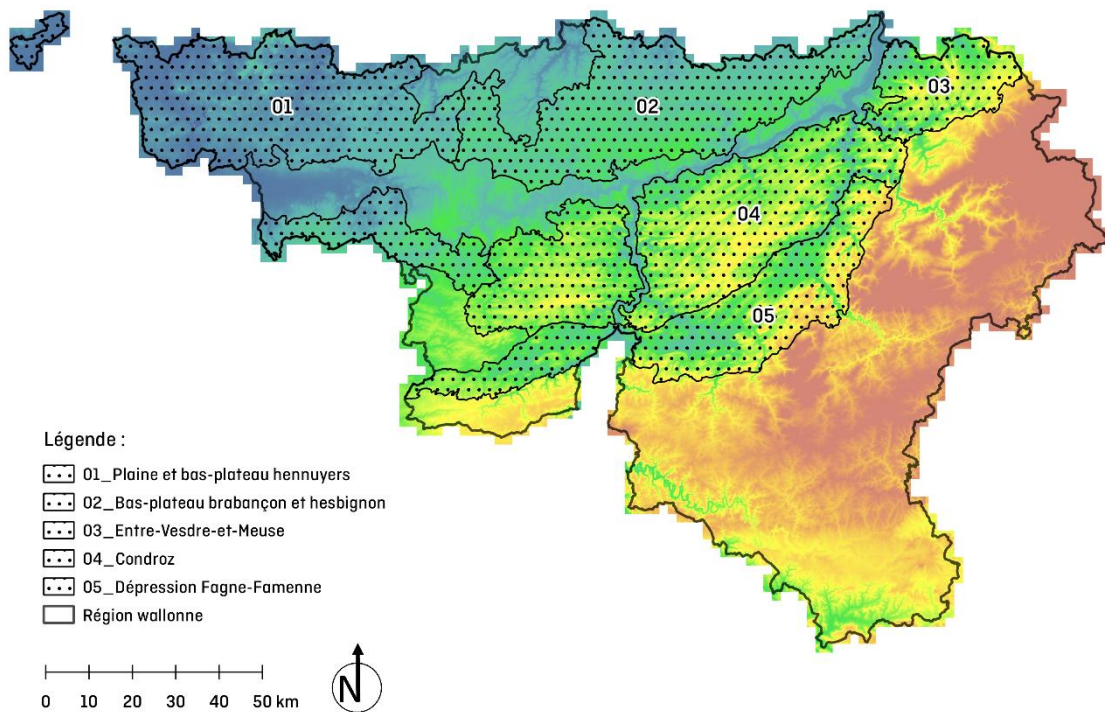 01
02
03
04
05
Légende :
01_Plaine et bas-plateau hennuyers
02_Bas-plateau brabançon et hesbignon
03_Entre-Vesdre-et-Meuse
04_Condroz
05_Dépression Fagne-Famenne
Région wallonne
0 10 20 30 40 50 km
N